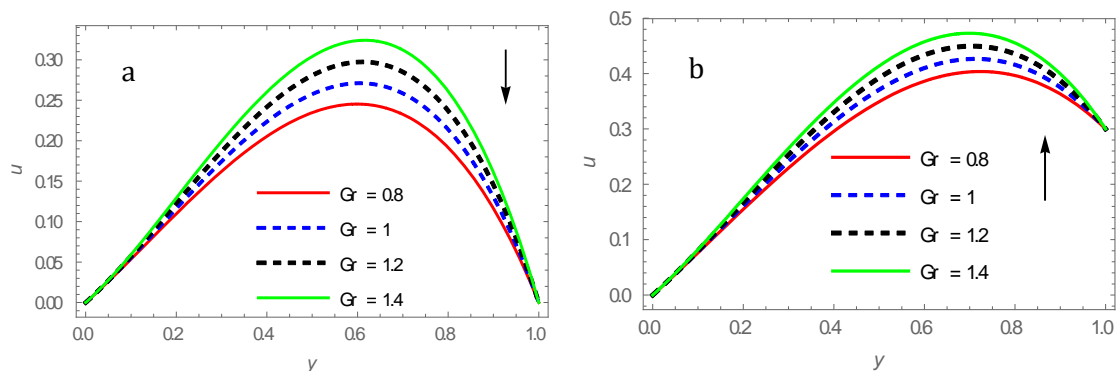 a
u
0.30
0.25
0.20
0.15
0.10
0.05
0.00
Gr = 0.8
Gr = 1
Gr = 1.2
Gr = 1.4
0.0 0.2 0.4 0.6 0.8 1.0
y
b
u
0.5
0.4
0.3
0.2
0.1
0.0
Gr = 0.8
Gr = 1
Gr = 1.2
Gr = 1.4
0.0 0.2 0.4 0.6 0.8 1.0
y